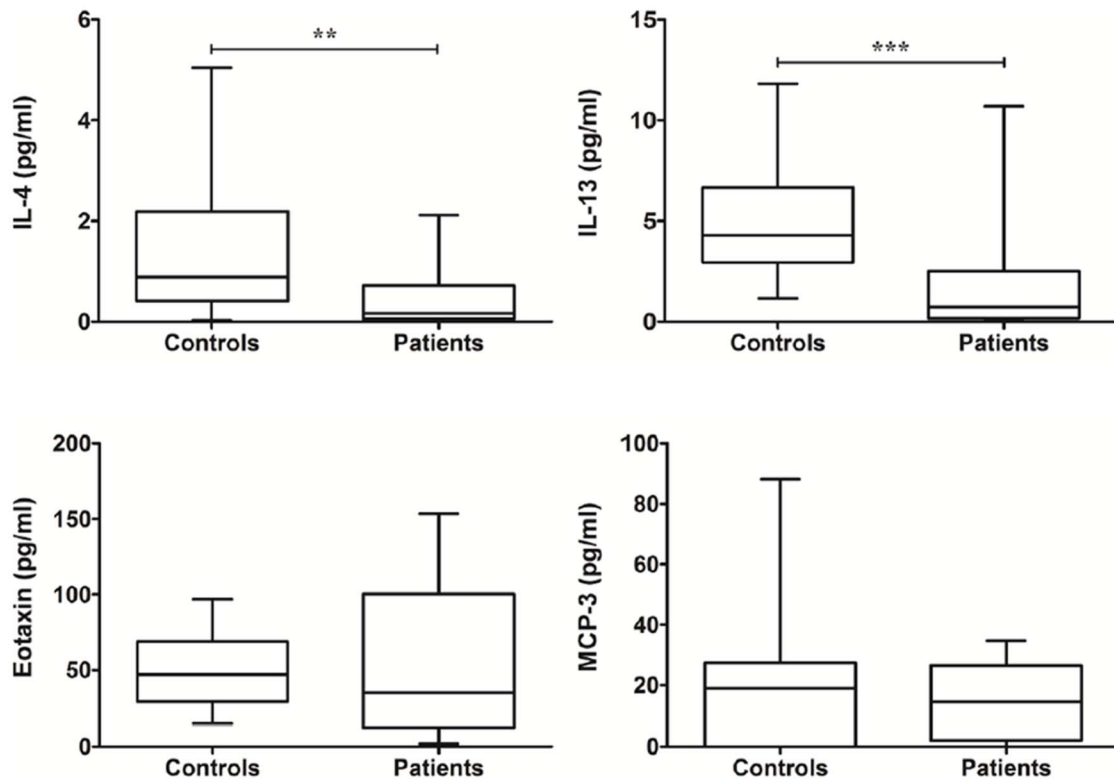 IL-4 (pg/ml)
6
4
2
0
**
Controls
Patients
IL-13 (pg/ml)
15
10
5
0
***
Controls
Patients
Eotaxin (pg/ml)
200
150
100
50
0
Controls
Patients
MCP-3 (pg/ml)
100
80
60
40
20
0
Controls
Patients